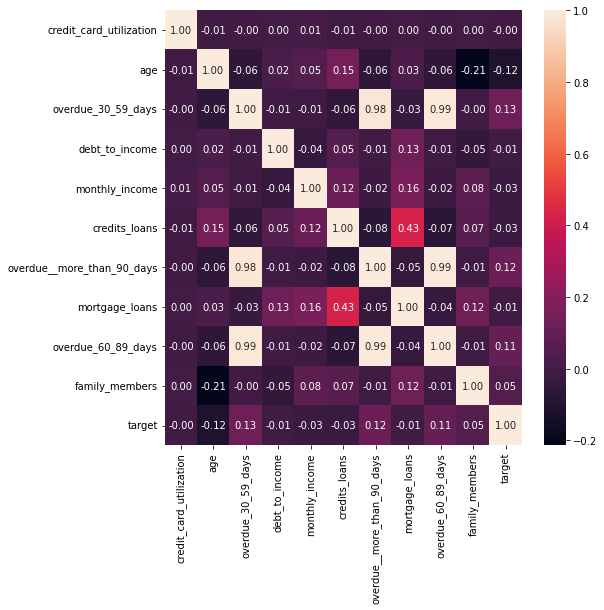 credit_card_utilization 1.00 -0.01 -0.00 0.00 0.01 -0.01 -0.00 0.00 -0.00 0.00 -0.00
age -0.01 1.00 -0.06 0.02 0.05 0.15 -0.06 0.03 -0.06 -0.21 -0.12
overdue_30_59_days -0.00 -0.06 1.00 -0.01 -0.01 -0.06 0.98 -0.03 0.99 -0.00 0.13
debt_to_income 0.00 0.02 -0.01 1.00 -0.04 0.05 -0.01 0.13 -0.01 -0.05 -0.01
monthly_income 0.01 0.05 -0.01 -0.04 1.00 0.12 -0.02 0.16 -0.02 0.08 -0.03
credits_loans -0.01 0.15 -0.06 0.05 0.12 1.00 -0.08 0.43 -0.07 0.07 -0.03
overdue__more_than_90_days -0.00 -0.06 0.98 -0.01 -0.02 -0.08 1.00 -0.05 0.99 -0.01 0.12
mortgage_loans 0.00 0.03 -0.03 0.13 0.16 0.43 -0.05 1.00 -0.04 0.12 -0.01
overdue_60_89_days -0.00 -0.06 0.99 -0.01 -0.02 -0.07 0.99 -0.04 1.00 -0.01 0.11
family_members 0.00 -0.21 -0.00 -0.05 0.08 0.07 -0.01 0.12 -0.01 1.00 0.05
target -0.00 -0.12 0.13 -0.01 -0.03 -0.03 0.12 -0.01 0.11 0.05 1.00
credit_card_utilization
age
overdue_30_59_days
debt_to_income
monthly_income
credits_loans
overdue__more_than_90_days
mortgage_loans
overdue_60_89_days
family_members
target
1.0
0.8
0.6
0.4
0.2
0.0
−0.2